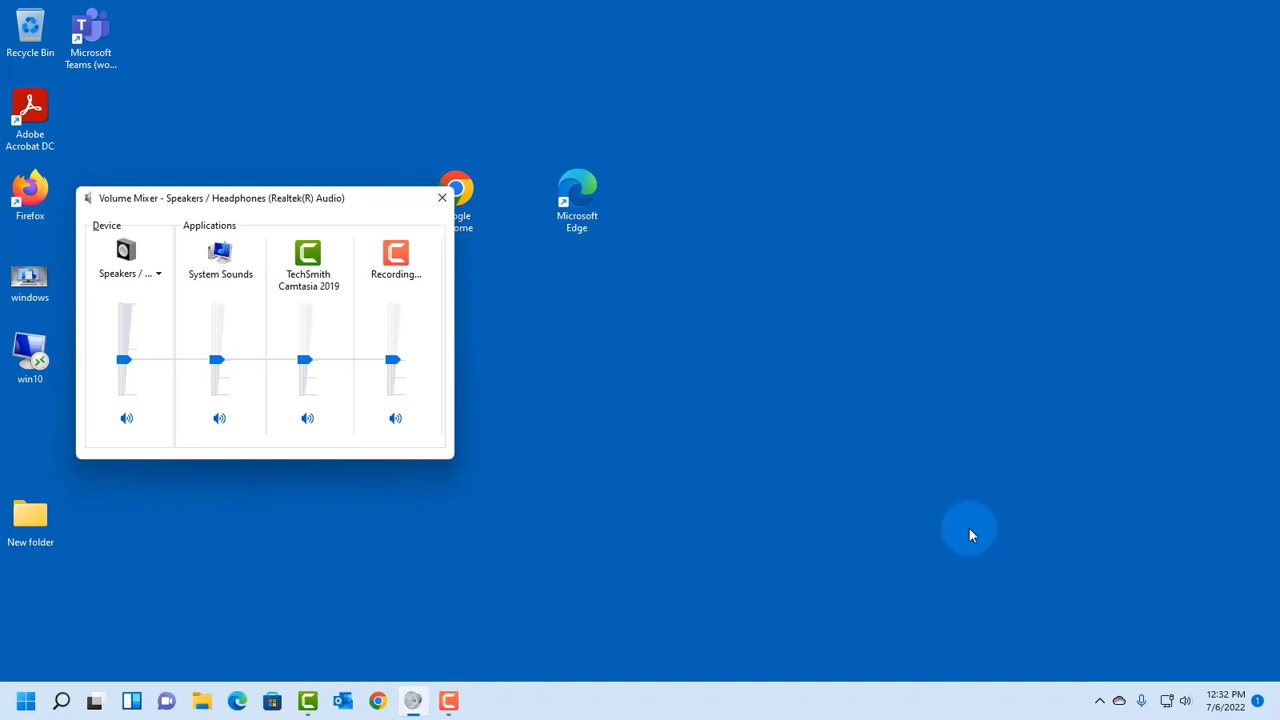 Recycle Bin
Microsoft
Teams (wo...
Adobe
Acrobat DC
Firefox
windows
win10
New folder
Volume Mixer - Speakers / Headphones (Realtek(R) Audio)
Device
Applications
Speakers / ...
System Sounds
TechSmith
Camtasia 2019
Recording...
ogle
ome
Microsoft
Edge
12:32 PM
7/6/2022
1